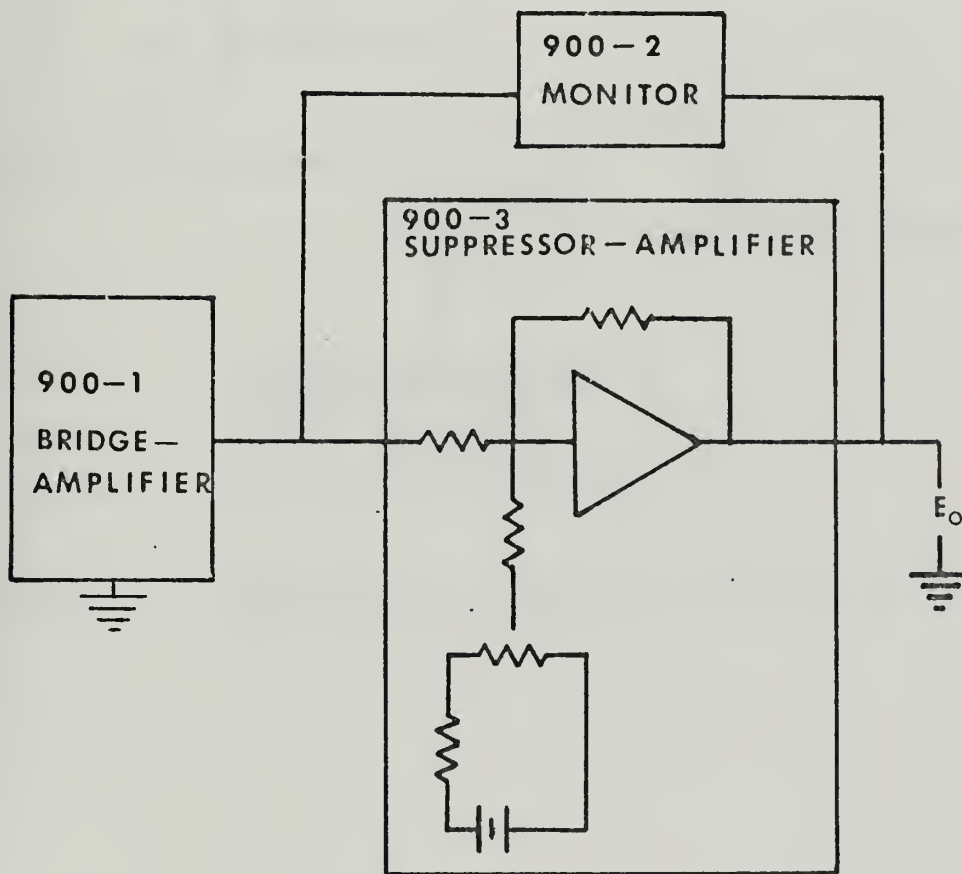 900-2
MONITOR
900-3
SUPPRESSOR-AMPLIFIER
900-1
BRIDGE-
AMPLIFIER
E₀